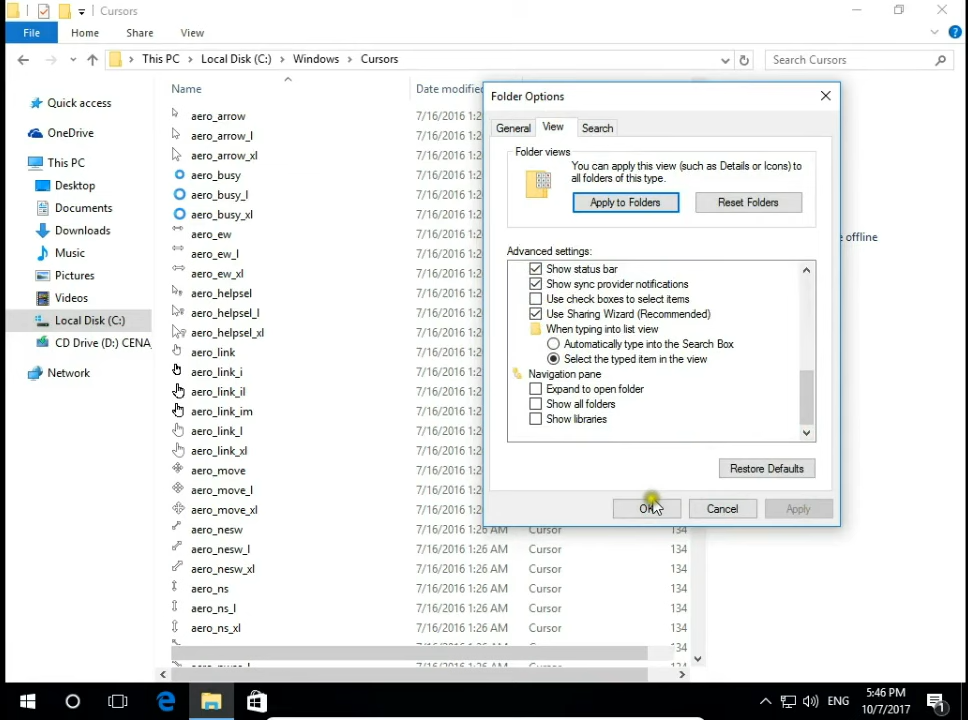 Cursors
File
Home
Share
View
This PC
Local Disk (C:)
Windows
Cursors
Search Cursors
Quick access
OneDrive
This PC
Desktop
Documents
Downloads
Music
Pictures
Videos
Local Disk (C:)
CD Drive (D:) CENA
Network
Name
Date modified
aero_arrow
aero_arrow_l
aero_arrow_xl
aero_busy
aero_busy_l
aero_busy_xl
aero_ew
aero_ew_l
aero_ew_xl
aero_helpsel
aero_helpsel_l
aero_helpsel_xl
aero_link
aero_link_i
aero_link_il
aero_link_im
aero_link_l
aero_link_xl
aero_move
aero_move_l
aero_move_xl
aero_nesw
7/16/2016 1:26 AM Cursor 134
aero_nesw_l
7/16/2016 1:26 AM Cursor 134
aero_nesw_xl
7/16/2016 1:26 AM Cursor 134
aero_ns
7/16/2016 1:26 AM Cursor 134
aero_ns_l
7/16/2016 1:26 AM Cursor 134
aero_ns_xl
7/16/2016 1:26 AM Cursor 134
Folder Options
General
View
Search
Folder views
You can apply this view (such as Details or Icons) to
all folders of this type.
Apply to Folders
Reset Folders
Advanced settings:
Show status bar
Show sync provider notifications
Use check boxes to select items
Use Sharing Wizard (Recommended)
When typing into list view
Automatically type into the Search Box
Select the typed item in the view
Navigation pane
Expand to open folder
Show all folders
Show libraries
Restore Defaults
OK
Cancel
Apply
e offline
ENG
5:46 PM
10/7/2017
1